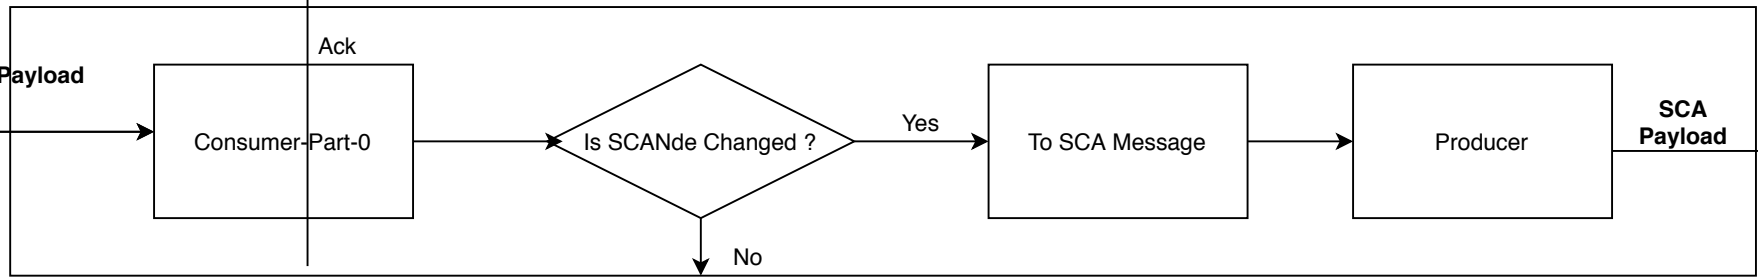 Ack
Payload
Consumer-Part-0
Is SCANde Changed ?
Yes
To SCA Message
Producer
SCA
Payload
No